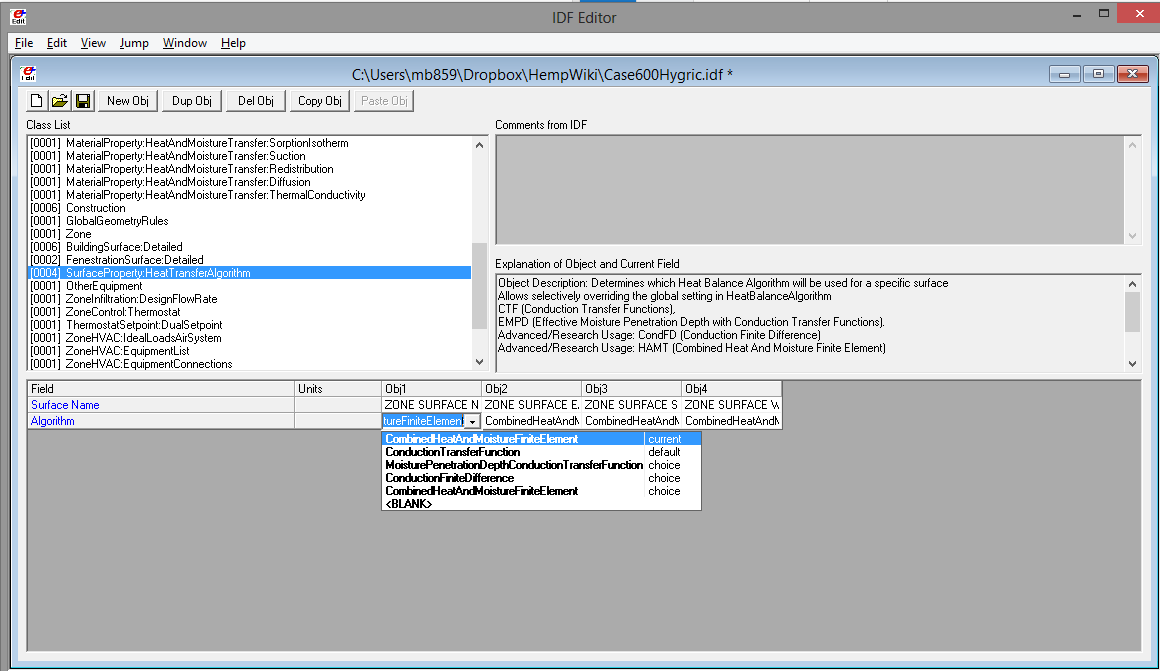 IDF Editor
File Edit View Jump Window Help
C:\Users\mb859\Dropbox\HempWiki\Case600Hygric.idf *
New Obj Dup Obj Del Obj Copy Obj Paste Obj
Class List
Comments from IDF
[0001] MaterialProperty:HeatAndMoistureTransfer:SorptionIsotherm
[0001] MaterialProperty:HeatAndMoistureTransfer:Suction
[0001] MaterialProperty:HeatAndMoistureTransfer:Redistribution
[0001] MaterialProperty:HeatAndMoistureTransfer:Diffusion
[0001] MaterialProperty:HeatAndMoistureTransfer:ThermalConductivity
[0006] Construction
[0001] GlobalGeometryRules
[0001] Zone
[0006] BuildingSurface:Detailed
[0002] FenestrationSurface:Detailed
[0004] SurfaceProperty:HeatTransferAlgorithm
[0001] OtherEquipment
[0001] ZoneInfiltration:DesignFlowRate
[0001] ZoneControl:Thermostat
[0001] ThermostatSetpoint:DualSetpoint
[0001] ZoneHVAC:IdealLoadsAirSystem
[0001] ZoneHVAC:EquipmentList
[0001] ZoneHVAC:EquipmentConnections
Explanation of Object and Current Field
Object Description: Determines which Heat Balance Algorithm will be used for a specific surface
Allows selectively overriding the global setting in HeatBalanceAlgorithm
CTF (Conduction Transfer Functions),
EMPD (Effective Moisture Penetration Depth with Conduction Transfer Functions).
Advanced/Research Usage: CondFD (Conduction Finite Difference)
Advanced/Research Usage: HAMT (Combined Heat And Moisture Finite Element)
Field Units Obj1 Obj2 Obj3 Obj4
Surface Name ZONE SURFACE N ZONE SURFACE E. ZONE SURFACE S ZONE SURFACE
Algorithm tureFiniteElement CombinedHeatAndM CombinedHeatAndM CombinedHeatAndM
CombinedHeatAndMoistureFiniteElement current
ConductionTransferFunction default
MoisturePenetrationDepthConductionTransferFunction choice
ConductionFiniteDifference choice
CombinedHeatAndMoistureFiniteElement choice
<BLANK>